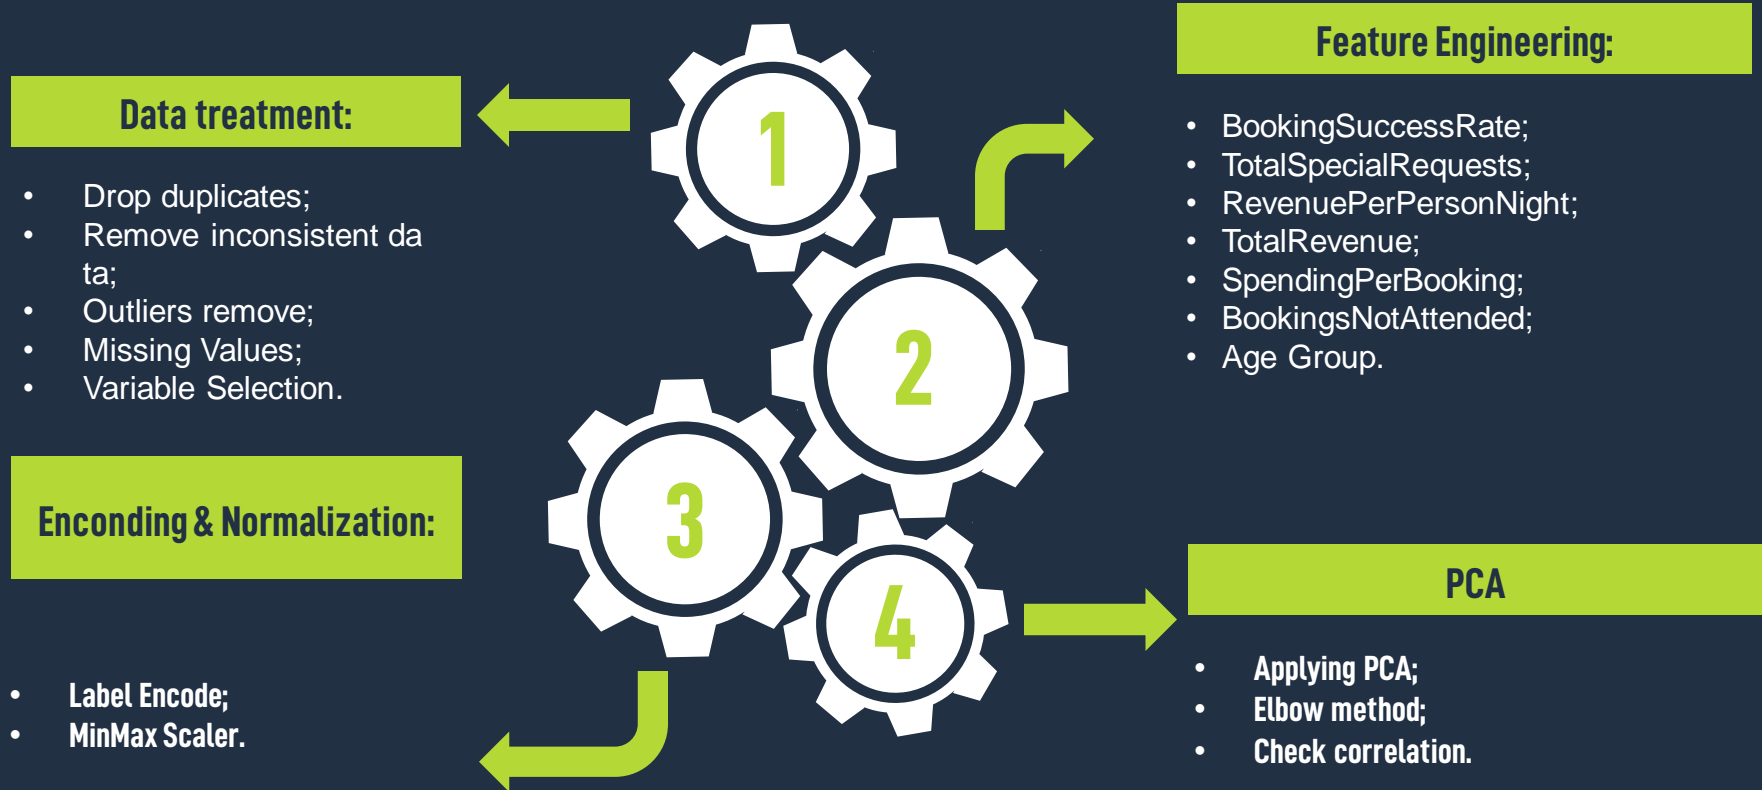 1
Data treatment:
• Drop duplicates;
• Remove inconsistent da
ta;
• Outliers remove;
• Missing Values;
• Variable Selection.
2
Feature Engineering:
• BookingSuccessRate;
• TotalSpecialRequests;
• RevenuePerPersonNight;
• TotalRevenue;
• SpendingPerBooking;
• BookingsNotAttended;
• Age Group.
3
Enconding & Normalization:
• Label Encode;
• MinMax Scaler.
4
PCA
• Applying PCA;
• Elbow method;
• Check correlation.